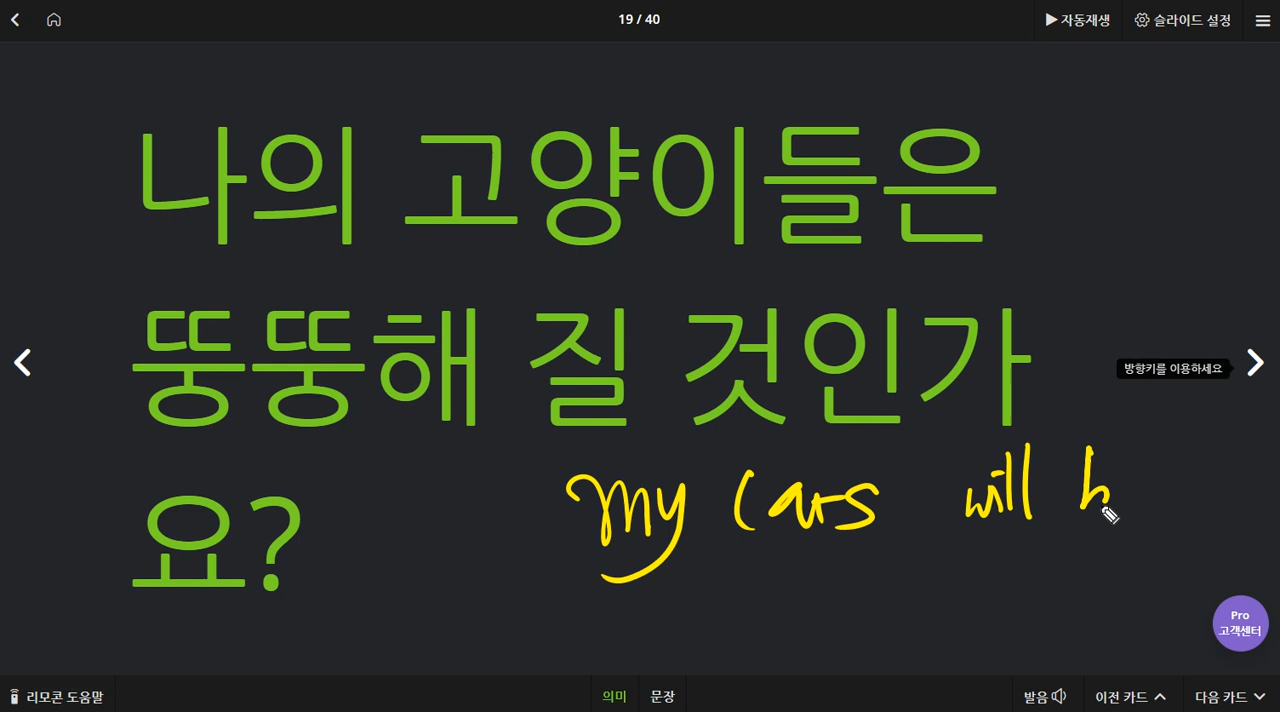 19 / 40
▶ 자동재생
슬라이드 설정
나의 고양이들은
뚱뚱해 질 것인가
요?
방향키를 이용하세요
my cars will b
Pro
고객센터
리모콘 도움말
의미
문장
발음
이전 카드
다음 카드